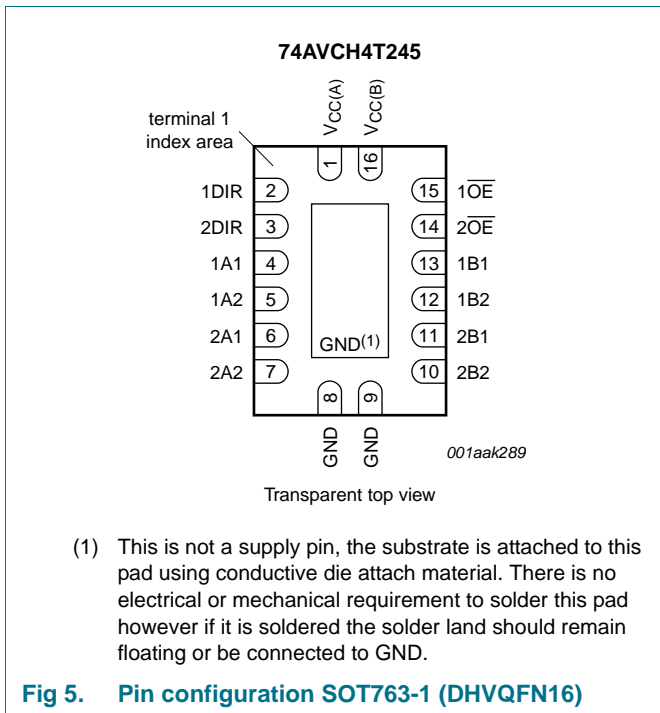 74AVCH4T245
terminal 1
index area
VCC(A)
VCC(B)
1
16
1DIR 2
15 1O̅E̅
2DIR 3
14 2O̅E̅
1A1 4
13 1B1
1A2 5
12 1B2
2A1 6
11 2B1
GND(1)
2A2 7
10 2B2
8
9
GND
GND
001aak289
Transparent top view
(1) This is not a supply pin, the substrate is attached to this
pad using conductive die attach material. There is no
electrical or mechanical requirement to solder this pad
however if it is soldered the solder land should remain
floating or be connected to GND.
Fig 5. Pin configuration SOT763-1 (DHVQFN16)